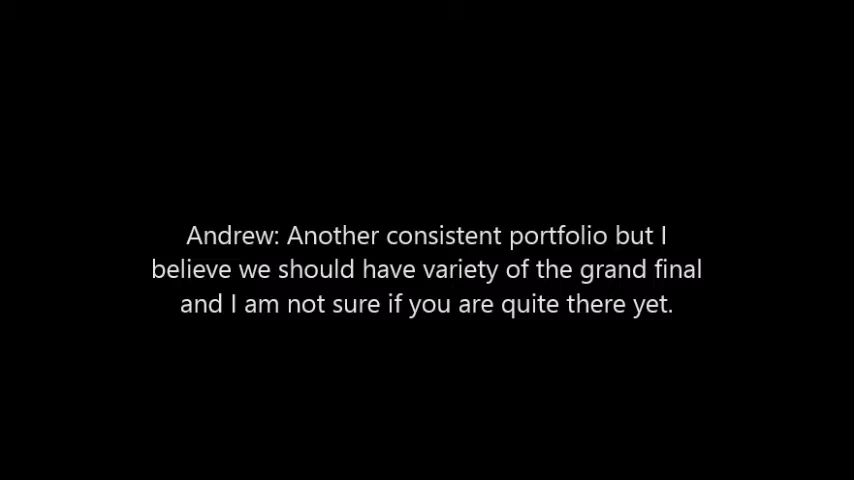 Andrew: Another consistent portfolio but I
believe we should have variety of the grand final
and I am not sure if you are quite there yet.